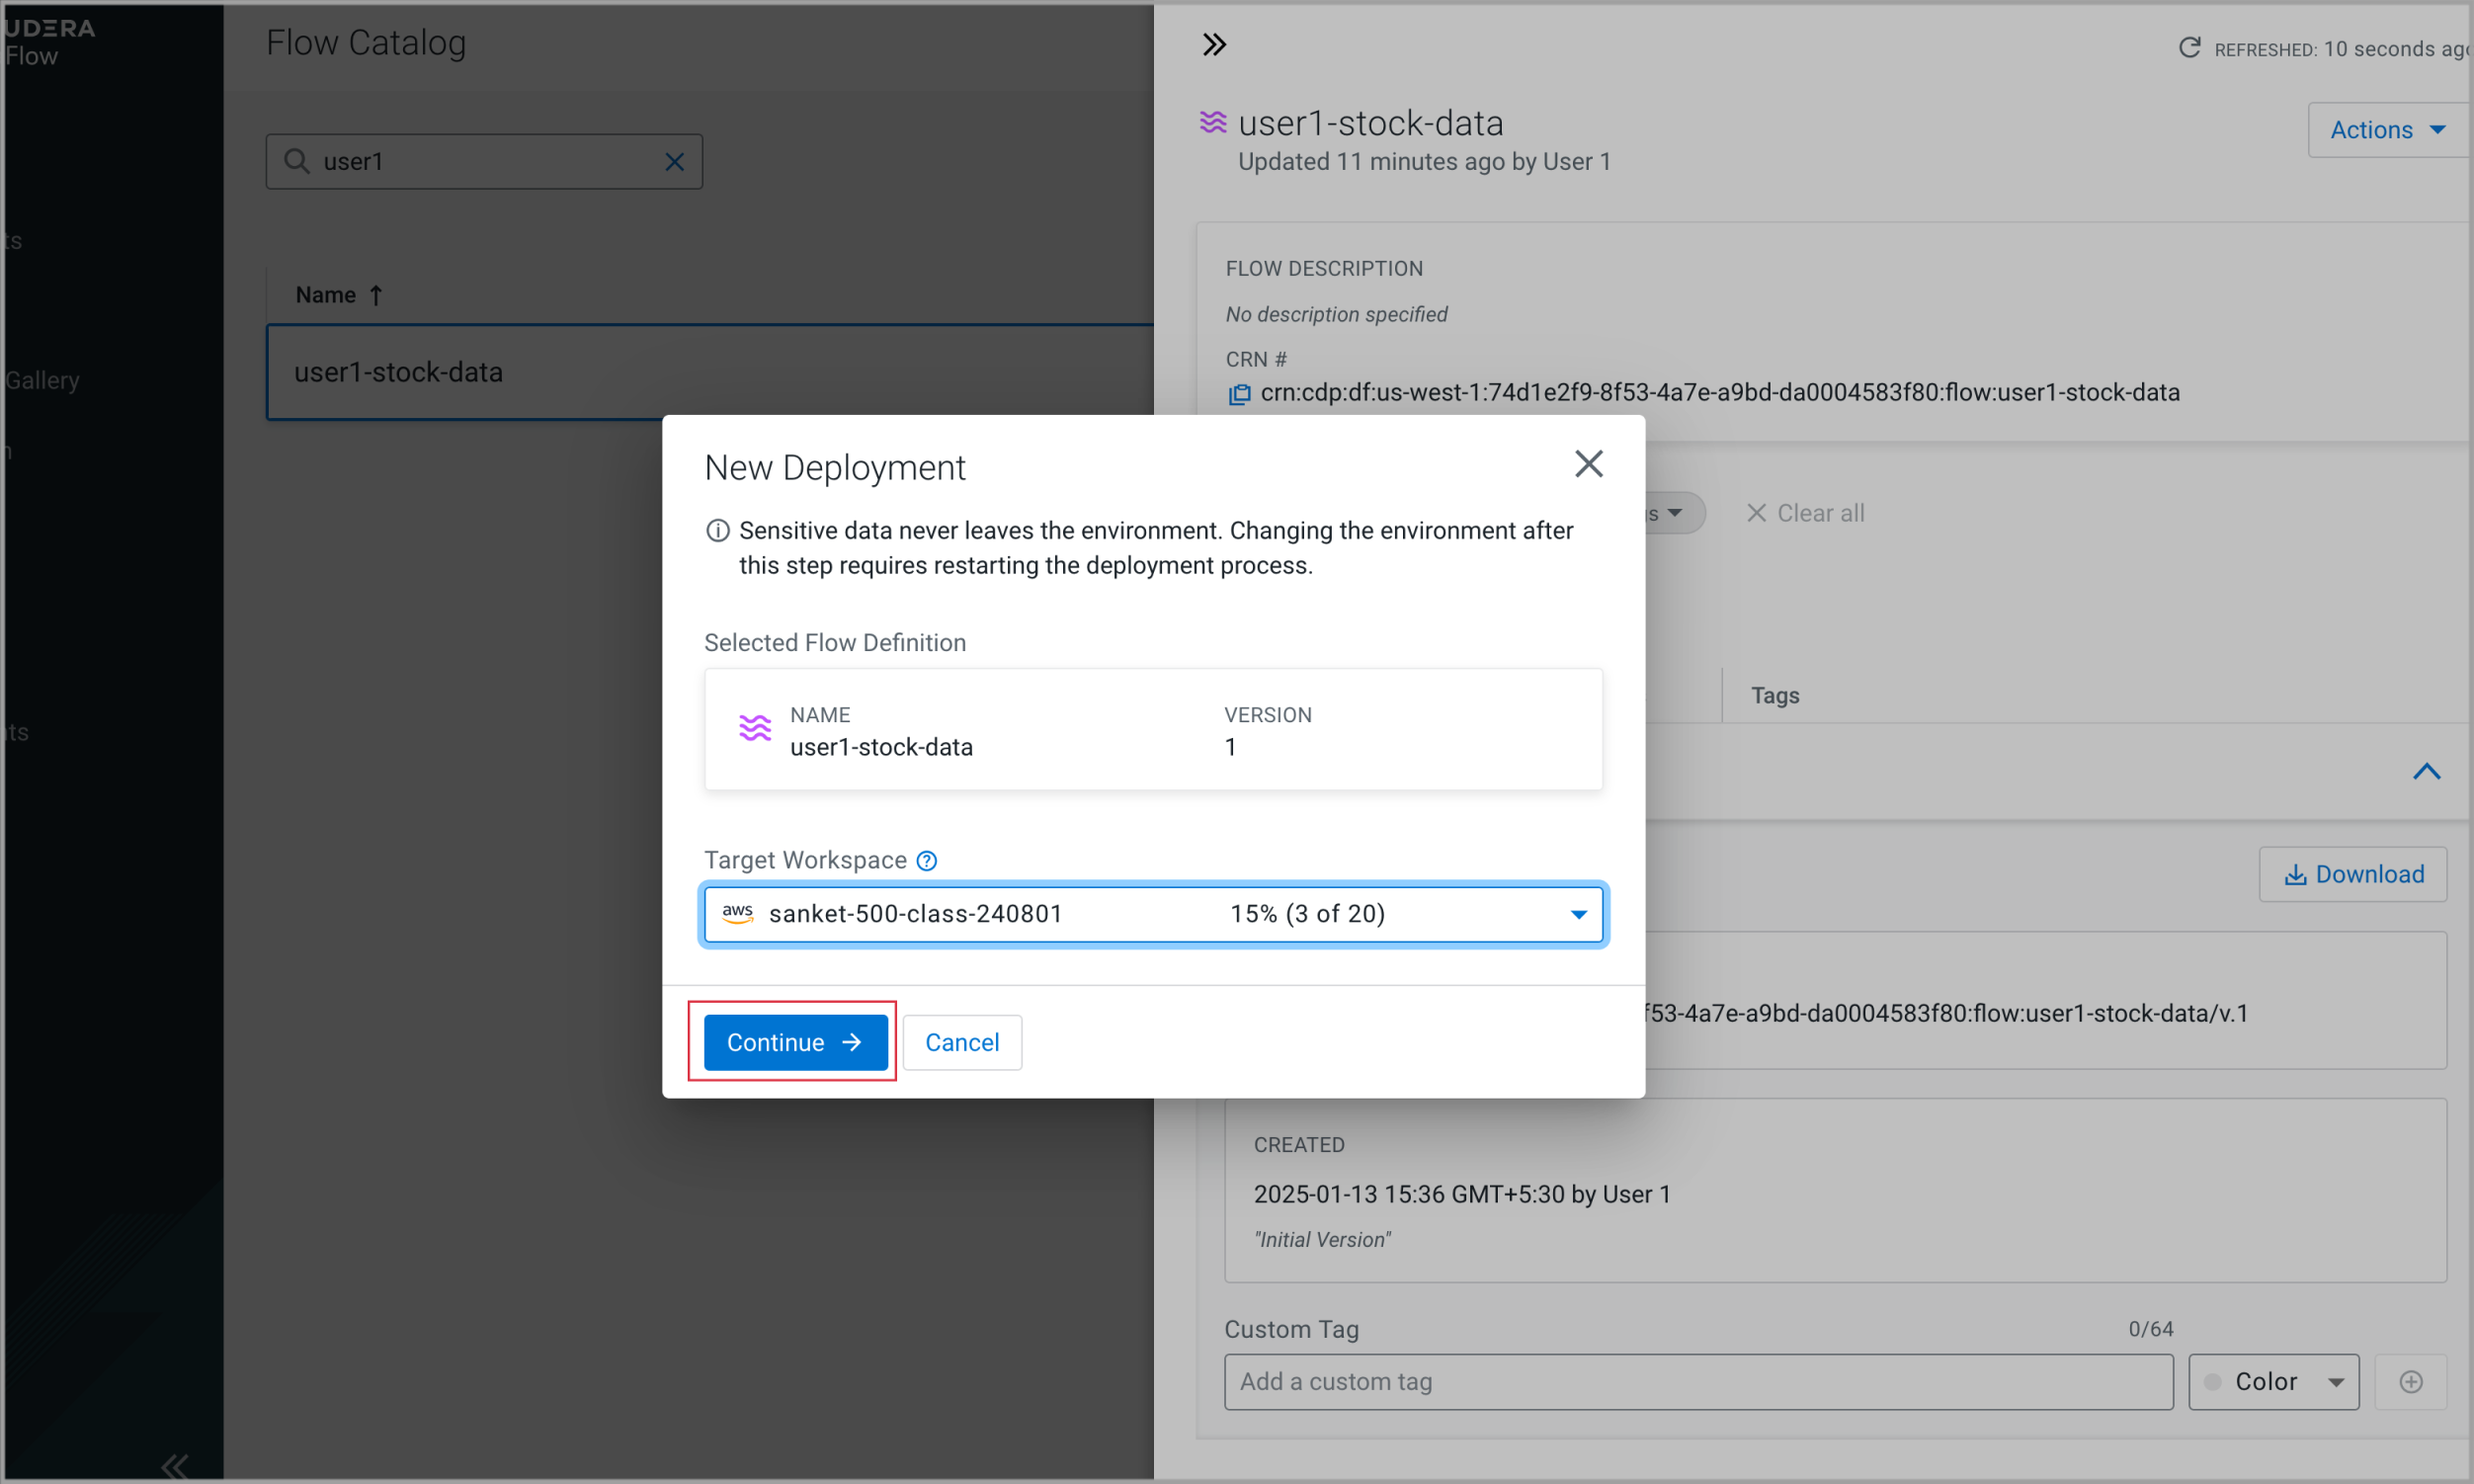 UDERA
Flow
ts
Gallery
ts
Flow Catalog
user1
Name ↑
user1-stock-data
REFRESHED: 10 seconds ago
user1-stock-data
Updated 11 minutes ago by User 1
Actions
FLOW DESCRIPTION
No description specified
CRN #
crn:cdp:df:us-west-1:74d1e2f9-8f53-4a7e-a9bd-da0004583f80:flow:user1-stock-data
s
Clear all
Tags
Download
f53-4a7e-a9bd-da0004583f80:flow:user1-stock-data/v.1
CREATED
2025-01-13 15:36 GMT+5:30 by User 1
"Initial Version"
Custom Tag
0/64
Add a custom tag
Color
New Deployment
Sensitive data never leaves the environment. Changing the environment after
this step requires restarting the deployment process.
Selected Flow Definition
NAME
VERSION
user1-stock-data
1
Target Workspace
aws sanket-500-class-240801 15% (3 of 20)
Continue →
Cancel